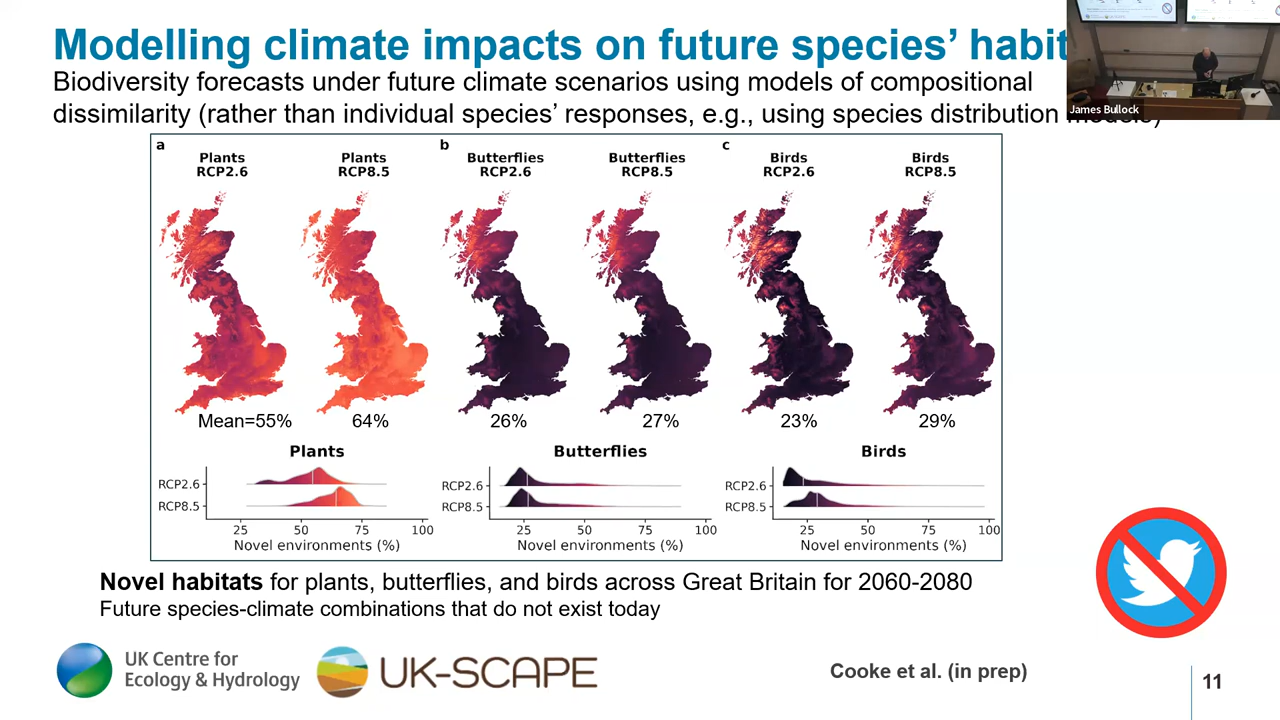 Modelling climate impacts on future species’ habit
Biodiversity forecasts under future climate scenarios using models of compositional
dissimilarity (rather than individual species’ responses, e.g., using species distribution models)
James Bullock
a
Plants
RCP2.6
Plants
RCP8.5
b
Butterflies
RCP2.6
Butterflies
RCP8.5
c
Birds
RCP2.6
Birds
RCP8.5
Mean=55%
64%
26%
27%
23%
29%
Plants
RCP2.6
RCP8.5
25 50 75 100
Novel environments (%)
Butterflies
RCP2.6
RCP8.5
25 50 75 100
Novel environments (%)
Birds
RCP2.6
RCP8.5
25 50 75 100
Novel environments (%)
Novel habitats for plants, butterflies, and birds across Great Britain for 2060-2080
Future species-climate combinations that do not exist today
UK Centre for
Ecology & Hydrology
UK-SCAPE
Cooke et al. (in prep)
11